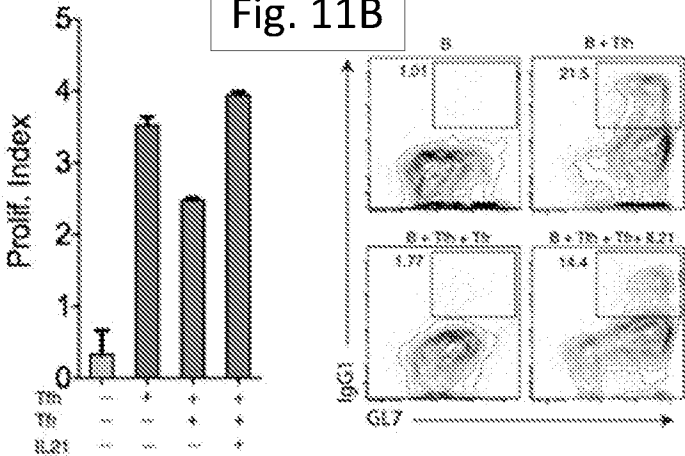 Fig. 11B
Prolif. Index
5
4
3
2
1
0
Tfh - + + +
Tfr - - + +
IL21 - - - +
B
1.01
B + Tfh
21.5
B + Tfh + Tfr
1.77
B + Tfh + Tfr + IL21
14.4
IgG1
GL7